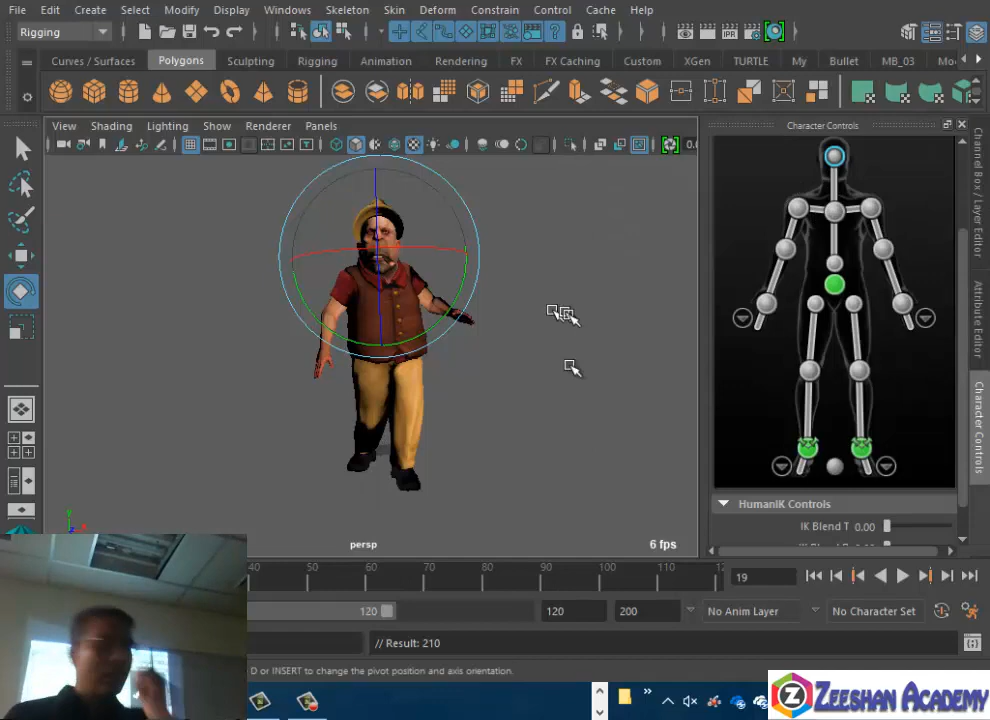 File Edit Create Select Modify Display Windows Skeleton Skin Deform Constrain Control Cache Help
Rigging
Curves / Surfaces Polygons Sculpting Rigging Animation Rendering FX FX Caching Custom XGen TURTLE My Bullet MB_03
View Shading Lighting Show Renderer Panels
IPR
0.0
Character Controls
Channel Box / Layer Editor
Attribute Editor
Character Controls
HumanIK Controls
IK Blend T 0.00
persp
6 fps
y
40 50 60 70 80 90 100 110 12
19
120
120
200
No Anim Layer
No Character Set
// Result: 210
D or INSERT to change the pivot position and axis orientation.
Z ZEESHAN ACADEMY